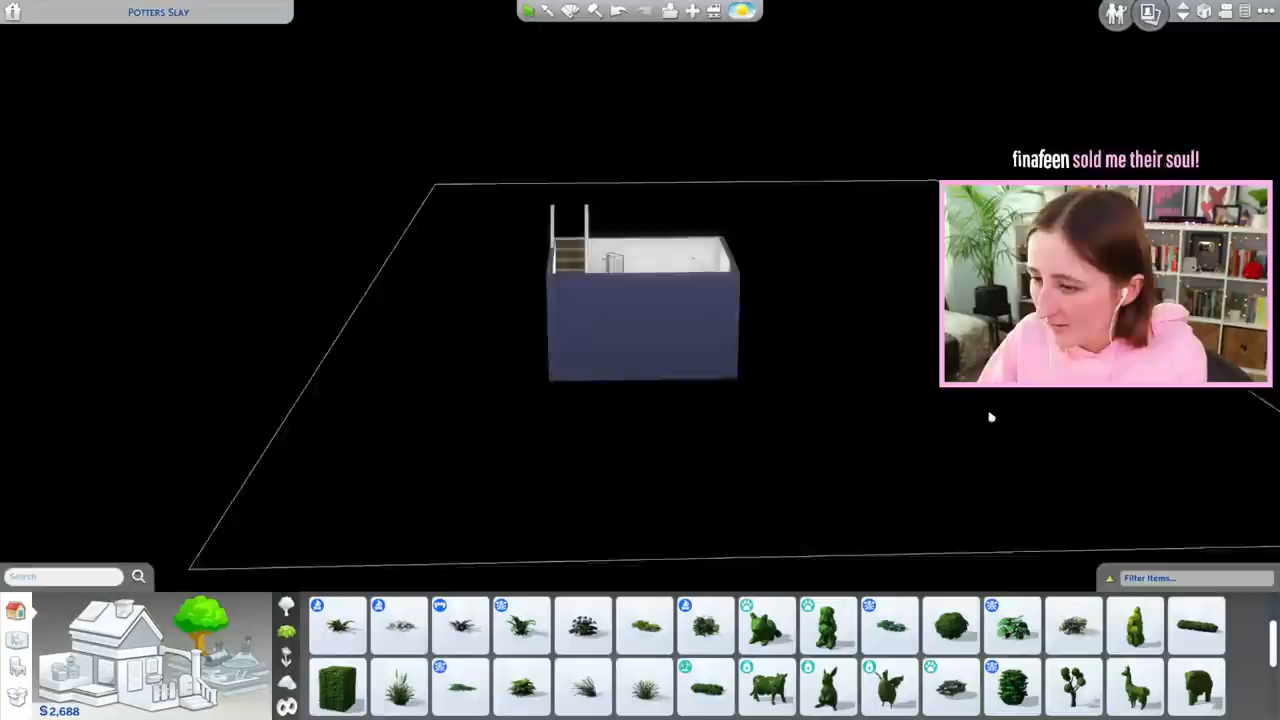 POTTERS SLAY
finafeen sold me their soul!
Search
Filter Items...
§2,688